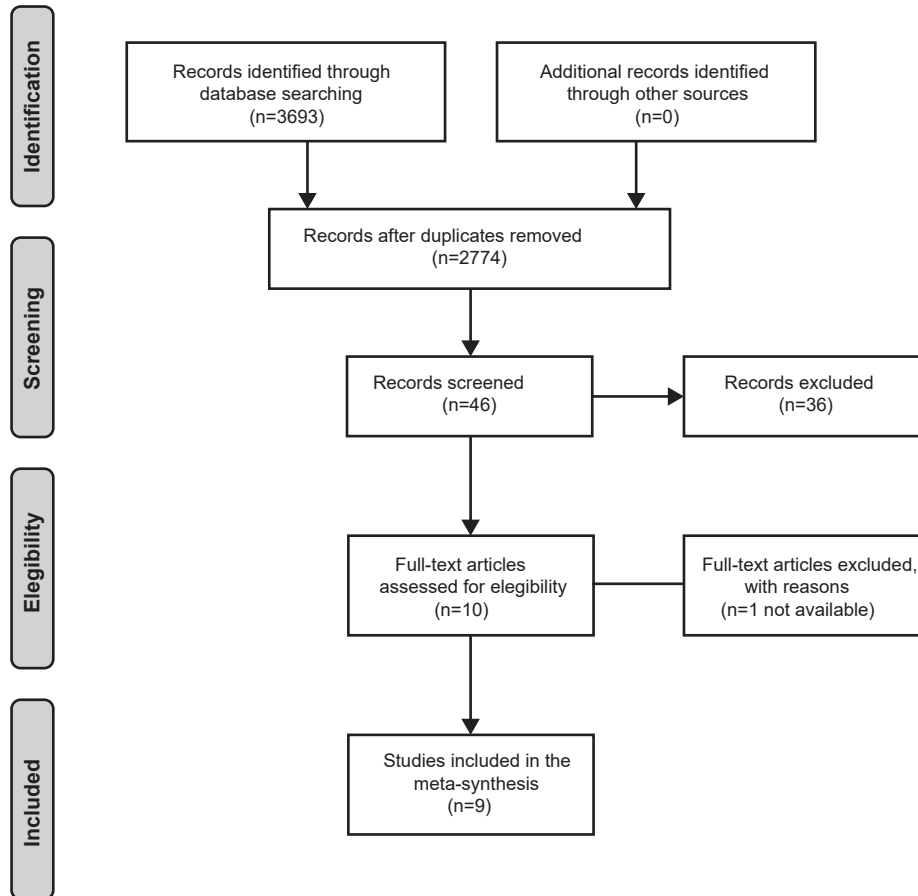 Identification
Records identified through
database searching
(n=3693)
Additional records identified
through other sources
(n=0)
Records after duplicates removed
(n=2774)
Screening
Records screened
(n=46)
Records excluded
(n=36)
Elegibility
Full-text articles
assessed for elegibility
(n=10)
Full-text articles excluded,
with reasons
(n=1 not available)
Included
Studies included in the
meta-synthesis
(n=9)